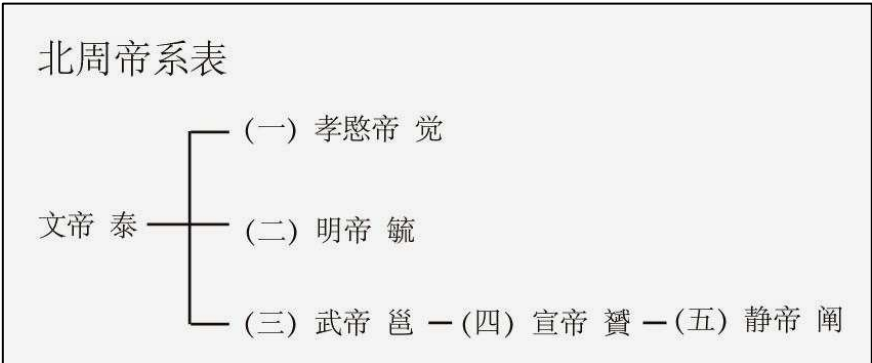 北周帝系表
(一) 孝愍帝 觉
文帝 泰
(二) 明帝 毓
(三) 武帝 邕 (四) 宣帝 赟 (五) 静帝 阐